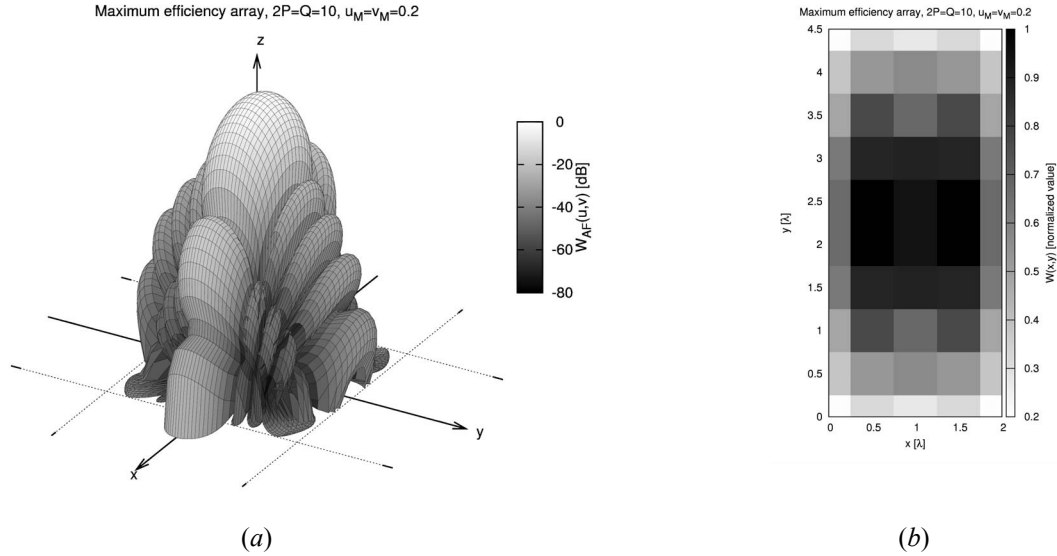 Maximum efficiency array, 2P=Q=10, u_M=v_M=0.2
z
0
-20
-40
-60
-80
W_AF(u,v) [dB]
x
y
(a)
Maximum efficiency array, 2P=Q=10, u_M=v_M=0.2
4.5
4
3.5
3
2.5
2
1.5
1
0.5
0
y [λ]
0
0.5
1
1.5
2
x [λ]
1
0.9
0.8
0.7
0.6
0.5
0.4
0.3
0.2
W(x,y) [normalized value]
(b)